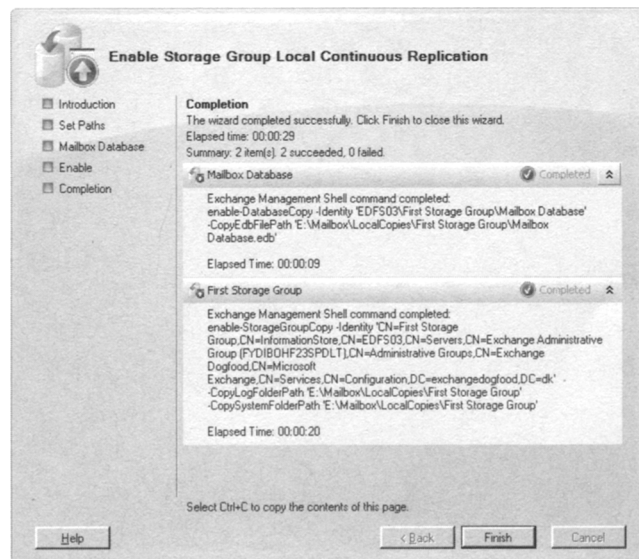 Enable Storage Group Local Continuous Replication
Introduction
Set Paths
Mailbox Database
Enable
Completion
Completion
The wizard completed successfully. Click Finish to close this wizard.
Elapsed time: 00:00:29
Summary: 2 item(s). 2 succeeded, 0 failed.
Mailbox Database Completed
Exchange Management Shell command completed:
enable-DatabaseCopy -Identity 'EDFS03\First Storage Group\Mailbox Database'
-CopyEdbFilePath 'E:\Mailbox\LocalCopies\First Storage Group\Mailbox
Database.edb'
Elapsed Time: 00:00:09
First Storage Group Completed
Exchange Management Shell command completed:
enable-StorageGroupCopy -Identity 'CN=First Storage
Group,CN=InformationStore,CN=EDFS03,CN=Servers,CN=Exchange Administrative
Group (FYDIBOHF23SPDLT),CN=Administrative Groups,CN=Exchange
Dogfood,CN=Microsoft
Exchange,CN=Services,CN=Configuration,DC=exchangedogfood,DC=dk'
-CopyLogFolderPath 'E:\Mailbox\LocalCopies\First Storage Group'
-CopySystemFolderPath 'E:\Mailbox\LocalCopies\First Storage Group'
Elapsed Time: 00:00:20
Select Ctrl+C to copy the contents of this page.
Help < Back Finish Cancel